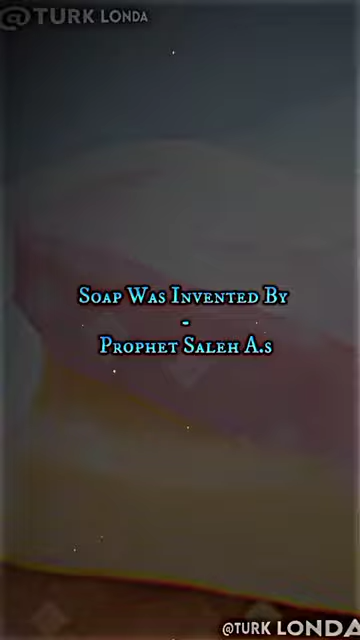 @TURK LONDA
Soap Was Invented By
-
Prophet Saleh A.s
@TURK LONDA